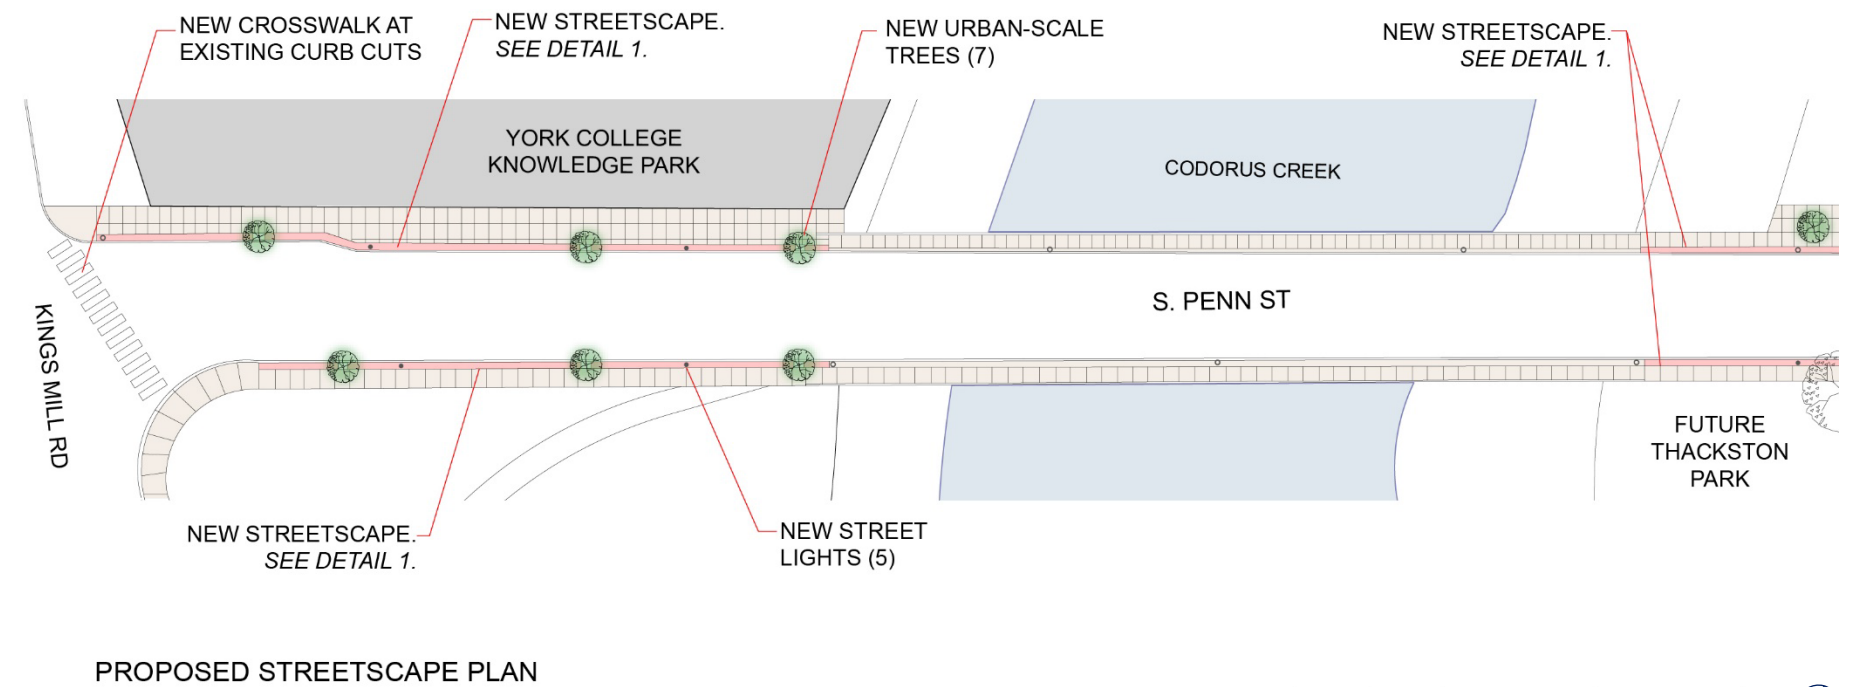 NEW CROSSWALK AT
EXISTING CURB CUTS
NEW STREETSCAPE.
SEE DETAIL 1.
NEW URBAN-SCALE
TREES (7)
NEW STREETSCAPE.
SEE DETAIL 1.
YORK COLLEGE
KNOWLEDGE PARK
CODORUS CREEK
S. PENN ST
KINGS MILL RD
FUTURE
THACKSTON
PARK
NEW STREETSCAPE.
SEE DETAIL 1.
NEW STREET
LIGHTS (5)
PROPOSED STREETSCAPE PLAN